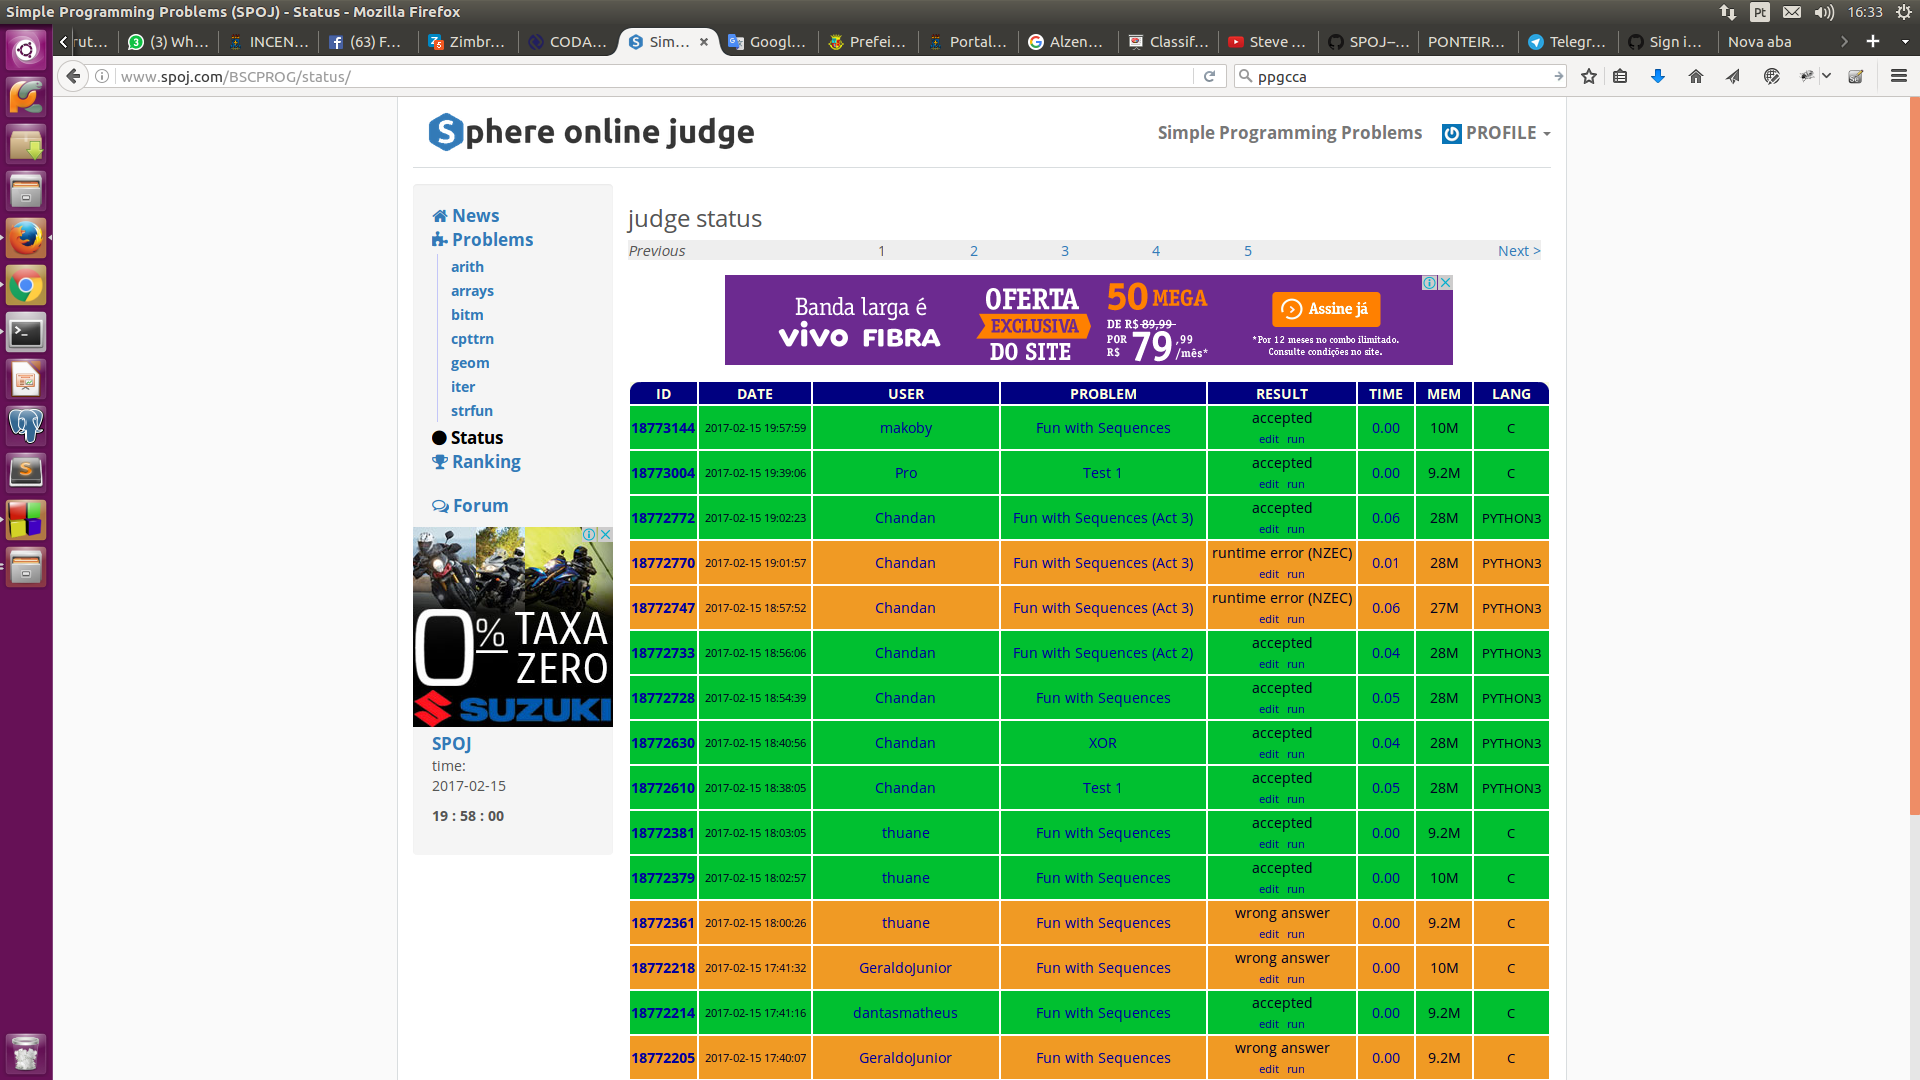 Simple Programming Problems (SPOJ) - Status - Mozilla Firefox
Pt
16:33
rut...
(3) Wh...
INCEN...
(63) F...
Zimbr...
CODA...
Sim...
Googl...
Prefei...
Portal...
Alzen...
Classif...
Steve ...
SPOJ-...
PONTEIR...
Telegr...
Sign i...
Nova aba
www.spoj.com/BSCPROG/status/
ppgcca
Sphere online judge
Simple Programming Problems
PROFILE
News
Problems
arith
arrays
bitm
cpttrn
geom
iter
strfun
Status
Ranking
Forum
0% TAXA
ZERO
SUZUKI
SPOJ
time:
2017-02-15
19 : 58 : 00
judge status
Previous 1 2 3 4 5 Next >
Banda larga é
vivo FIBRA
OFERTA
EXCLUSIVA
DO SITE
50 MEGA
DE R$ 89,99
POR R$ 79,99/mês*
Assine já
*Por 12 meses no combo ilimitado.
Consulte condições no site.
ID DATE USER PROBLEM RESULT TIME MEM LANG
18773144 2017-02-15 19:57:59 makoby Fun with Sequences accepted edit run 0.00 10M C
18773004 2017-02-15 19:39:06 Pro Test 1 accepted edit run 0.00 9.2M C
18772772 2017-02-15 19:02:23 Chandan Fun with Sequences (Act 3) accepted edit run 0.06 28M PYTHON3
18772770 2017-02-15 19:01:57 Chandan Fun with Sequences (Act 3) runtime error (NZEC) edit run 0.01 28M PYTHON3
18772747 2017-02-15 18:57:52 Chandan Fun with Sequences (Act 3) runtime error (NZEC) edit run 0.06 27M PYTHON3
18772733 2017-02-15 18:56:06 Chandan Fun with Sequences (Act 2) accepted edit run 0.04 28M PYTHON3
18772728 2017-02-15 18:54:39 Chandan Fun with Sequences accepted edit run 0.05 28M PYTHON3
18772630 2017-02-15 18:40:56 Chandan XOR accepted edit run 0.04 28M PYTHON3
18772610 2017-02-15 18:38:05 Chandan Test 1 accepted edit run 0.05 28M PYTHON3
18772381 2017-02-15 18:03:05 thuane Fun with Sequences accepted edit run 0.00 9.2M C
18772379 2017-02-15 18:02:57 thuane Fun with Sequences accepted edit run 0.00 10M C
18772361 2017-02-15 18:00:26 thuane Fun with Sequences wrong answer edit run 0.00 9.2M C
18772218 2017-02-15 17:41:32 GeraldoJunior Fun with Sequences wrong answer edit run 0.00 10M C
18772214 2017-02-15 17:41:16 dantasmatheus Fun with Sequences accepted edit run 0.00 9.2M C
18772205 2017-02-15 17:40:07 GeraldoJunior Fun with Sequences wrong answer edit run 0.00 9.2M C